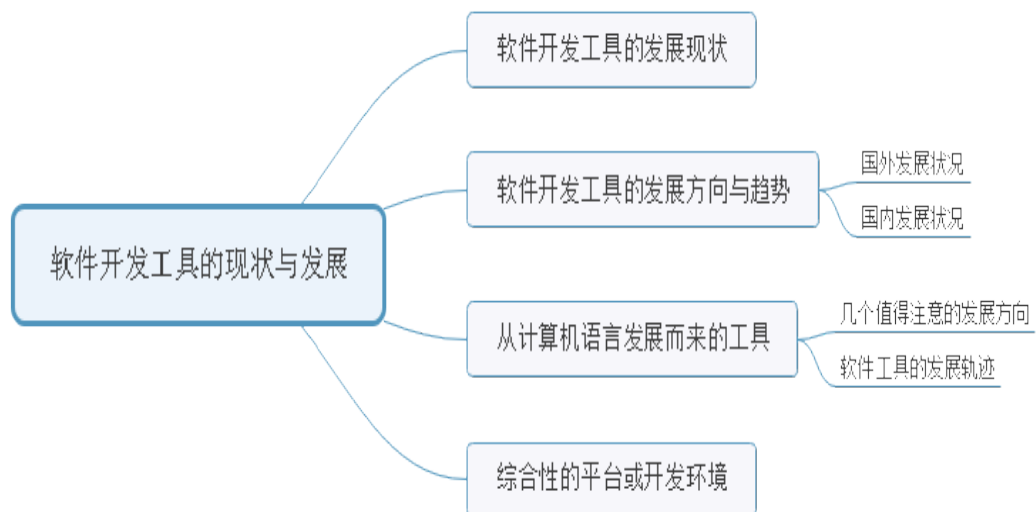 软件开发工具的现状与发展
软件开发工具的发展现状
软件开发工具的发展方向与趋势
国外发展状况
国内发展状况
从计算机语言发展而来的工具
几个值得注意的发展方向
软件工具的发展轨迹
综合性的平台或开发环境